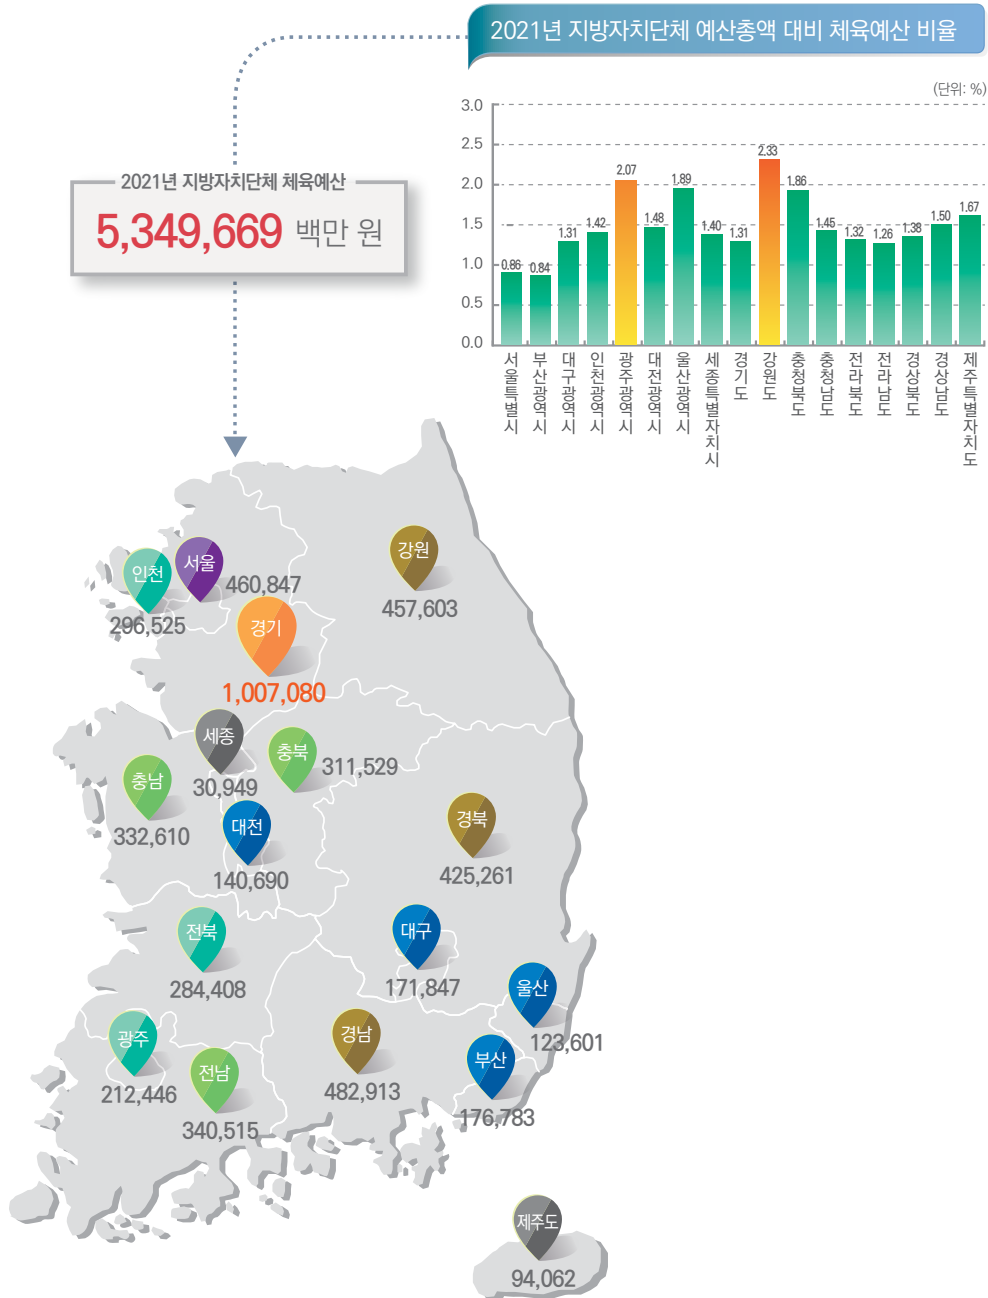 2021년 지방자치단체 예산총액 대비 체육예산 비율
(단위: %)
3.0
2.5
2.0
1.5
1.0
0.5
0.0
0.86
0.84
1.31
1.42
2.07
1.48
1.89
1.40
1.31
2.33
1.86
1.45
1.32
1.26
1.38
1.50
1.67
서울특별시
부산광역시
대구광역시
인천광역시
광주광역시
대전광역시
울산광역시
세종특별자치시
경기도
강원도
충청북도
충청남도
전라북도
전라남도
경상북도
경상남도
제주특별자치도
2021년 지방자치단체 체육예산
5,349,669 백만 원
강원
457,603
서울
460,847
인천
296,525
경기
1,007,080
세종
30,949
충북
311,529
충남
332,610
대전
140,690
경북
425,261
전북
284,408
대구
171,847
울산
123,601
광주
212,446
경남
482,913
부산
176,783
전남
340,515
제주도
94,062